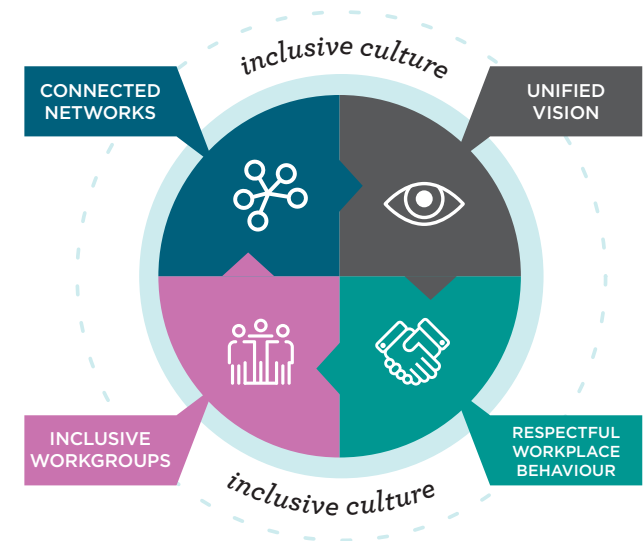 inclusive culture
CONNECTED
NETWORKS
UNIFIED
VISION
INCLUSIVE
WORKGROUPS
RESPECTFUL
WORKPLACE
BEHAVIOUR
inclusive culture